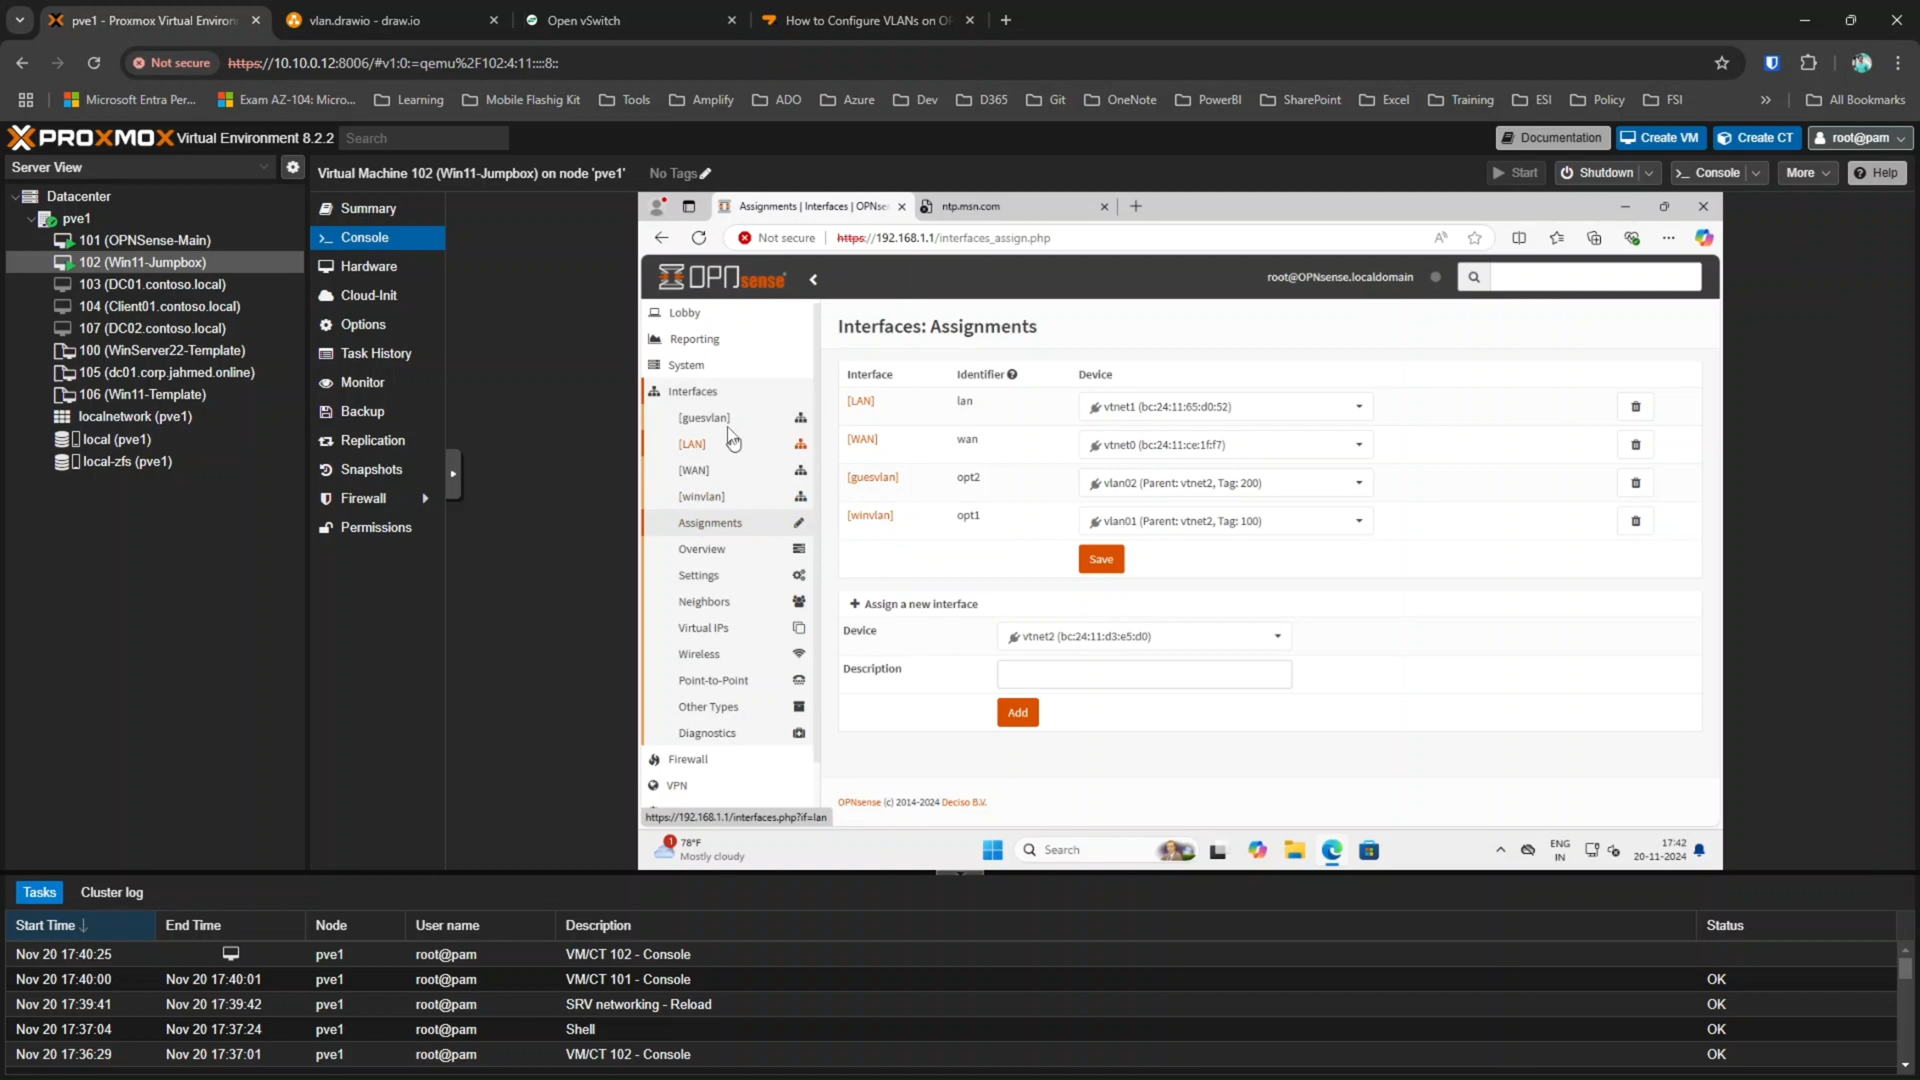 pve1 - Proxmox Virtual Environ
vlan.drawio - draw.io
Open vSwitch
How to Configure VLANs on OP
Not secure
https://10.10.0.12:8006/#v1:0:=qemu%2F102:4:11::::8::
Microsoft Entra Per...
Exam AZ-104: Micro...
Learning
Mobile Flashig Kit
Tools
Amplify
ADO
Azure
Dev
D365
Git
OneNote
PowerBI
SharePoint
Excel
Training
ESI
Policy
FSI
All Bookmarks
PROXMOX Virtual Environment 8.2.2
Search
Documentation
Create VM
Create CT
root@pam
Server View
Virtual Machine 102 (Win11-Jumpbox) on node 'pve1'
No Tags
Start
Shutdown
Console
More
Help
Datacenter
pve1
101 (OPNSense-Main)
102 (Win11-Jumpbox)
103 (DC01.contoso.local)
104 (Client01.contoso.local)
107 (DC02.contoso.local)
100 (WinServer22-Template)
105 (dc01.corp.jahmed.online)
106 (Win11-Template)
localnetwork (pve1)
local (pve1)
local-zfs (pve1)
Summary
Console
Hardware
Cloud-Init
Options
Task History
Monitor
Backup
Replication
Snapshots
Firewall
Permissions
Assignments | Interfaces | OPNse
ntp.msn.com
Not secure
https://192.168.1.1/interfaces_assign.php
OPNsense
root@OPNsense.localdomain
Lobby
Reporting
System
Interfaces
[guesvlan]
[LAN]
[WAN]
[winvlan]
Assignments
Overview
Settings
Neighbors
Virtual IPs
Wireless
Point-to-Point
Other Types
Diagnostics
Firewall
VPN
https://192.168.1.1/interfaces.php?if=lan
Interfaces: Assignments
Interface Identifier Device
[LAN] lan vtnet1 (bc:24:11:65:d0:52)
[WAN] wan vtnet0 (bc:24:11:ce:1f:f7)
[guesvlan] opt2 vlan02 (Parent: vtnet2, Tag: 200)
[winvlan] opt1 vlan01 (Parent: vtnet2, Tag: 100)
Save
Assign a new interface
Device vtnet2 (bc:24:11:d3:e5:d0)
Description
Add
OPNsense (c) 2014-2024 Deciso B.V.
1
78°F
Mostly cloudy
Search
ENG
IN
17:42
20-11-2024
Tasks
Cluster log
Start Time End Time Node User name Description Status
Nov 20 17:40:25 pve1 root@pam VM/CT 102 - Console
Nov 20 17:40:00 Nov 20 17:40:01 pve1 root@pam VM/CT 101 - Console OK
Nov 20 17:39:41 Nov 20 17:39:42 pve1 root@pam SRV networking - Reload OK
Nov 20 17:37:04 Nov 20 17:37:24 pve1 root@pam Shell OK
Nov 20 17:36:29 Nov 20 17:37:01 pve1 root@pam VM/CT 102 - Console OK